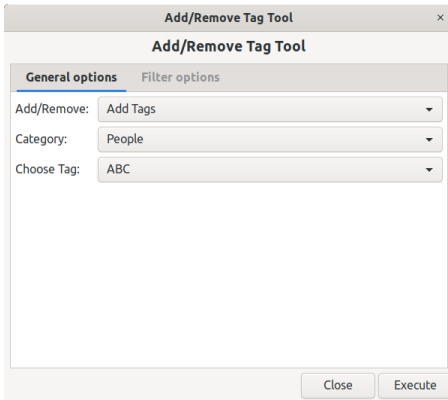 Add/Remove Tag Tool ×
Add/Remove Tag Tool
General options Filter options
Add/Remove: Add Tags
Category: People
Choose Tag: ABC
Close Execute